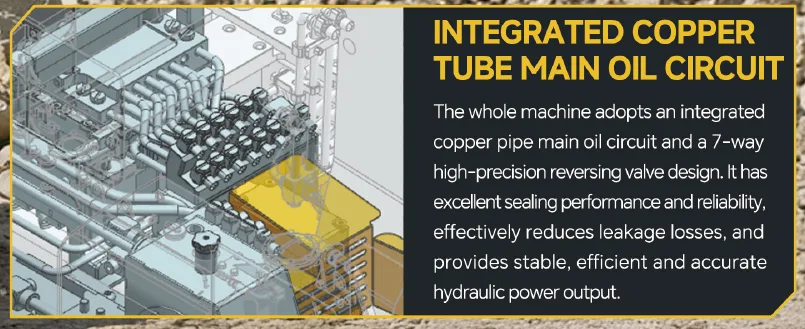 INTEGRATED COPPER
TUBE MAIN OIL CIRCUIT
The whole machine adopts an integrated
copper pipe main oil circuit and a 7-way
high-precision reversing valve design. It has
excellent sealing performance and reliability,
effectively reduces leakage losses, and
provides stable, efficient and accurate
hydraulic power output.